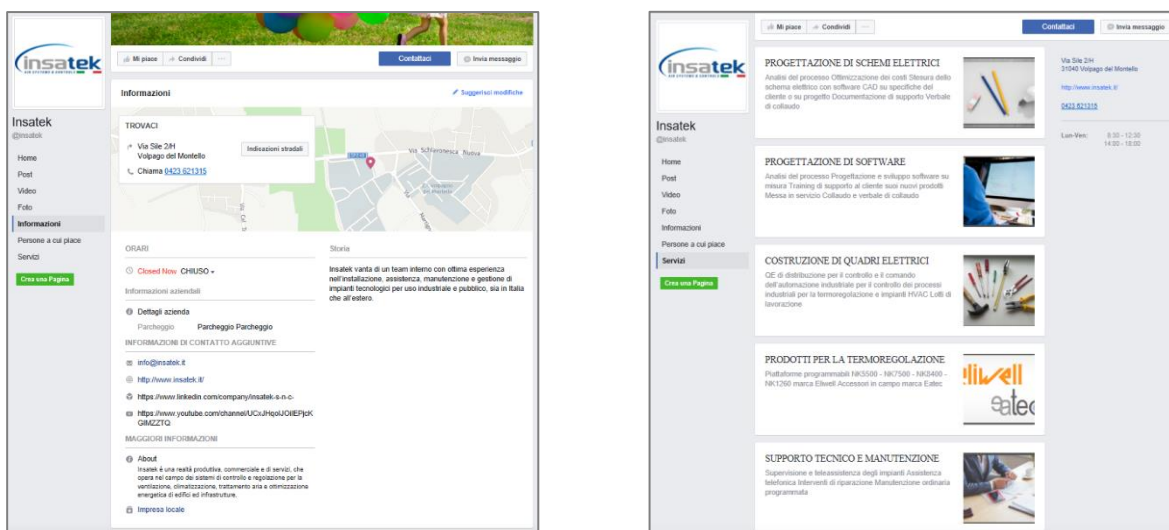 insatek
AIR SYSTEMS & CONTROLS
Mi piace
Condividi
Contattaci
Invia messaggio
Insatek
@insatek
Home
Post
Video
Foto
Informazioni
Persone a cui piace
Servizi
Crea una Pagina
Informazioni
Suggerisci modifiche
TROVACI
Via Sile 2/H
Volpago del Montello
Indicazioni stradali
Chiama 0423 621315
Via Schiavonesca Nuova
ORARI
Closed Now CHIUSO
Informazioni aziendali
Dettagli azienda
Parcheggio Parcheggio Parcheggio
INFORMAZIONI DI CONTATTO AGGIUNTIVE
info@insatek.it
http://www.insatek.it/
https://www.linkedin.com/company/insatek-s-n-c-
MAGGIORI INFORMAZIONI
About
Insatek è una realtà produttiva, commerciale e di servizi, che
opera nel campo dei sistemi di controllo e regolazione per la
ventilazione, climatizzazione, trattamento aria e ottimizzazione
energetica di edifici ed infrastrutture.
Impresa locale
Storia
Insatek vanta di un team interno con ottima esperienza
nell'installazione, assistenza, manutenzione e gestione di
impianti tecnologici per uso industriale e pubblico, sia in Italia
che all'estero.
insatek
AIR SYSTEMS & CONTROLS
Mi piace
Condividi
Contattaci
Invia messaggio
Insatek
@insatek
Home
Post
Video
Foto
Informazioni
Persone a cui piace
Servizi
Crea una Pagina
PROGETTAZIONE DI SCHEMI ELETTRICI
Analisi del processo Ottimizzazione dei costi Stesura dello
schema elettrico con software CAD su specifiche del
cliente o su progetto Documentazione di supporto Verbale
di collaudo
PROGETTAZIONE DI SOFTWARE
Analisi del processo Progettazione e sviluppo software su
misura Training di supporto al cliente suoi nuovi prodotti
Messa in servizio Collaudo e verbale di collaudo
COSTRUZIONE DI QUADRI ELETTRICI
QE di distribuzione per il controllo e il comando
dell'automazione industriale per il controllo dei processi
industriali per la termoregolazione e impianti HVAC Lotti di
lavorazione
PRODOTTI PER LA TERMOREGOLAZIONE
Piattaforme programmabili NK5500 - NK7500 - NK8400 -
NK1260 marca Eliwell Accessori in campo marca Eatec
eliwell
eatec
SUPPORTO TECNICO E MANUTENZIONE
Supervisione e teleassistenza degli impianti Assistenza
telefonica Interventi di riparazione Manutenzione ordinaria
programmata
Via Sile 2/H
31040 Volpago del Montello
http://www.insatek.it/
0423 621315
Lun-Ven: 8:30 - 12:30
14:00 - 18:00